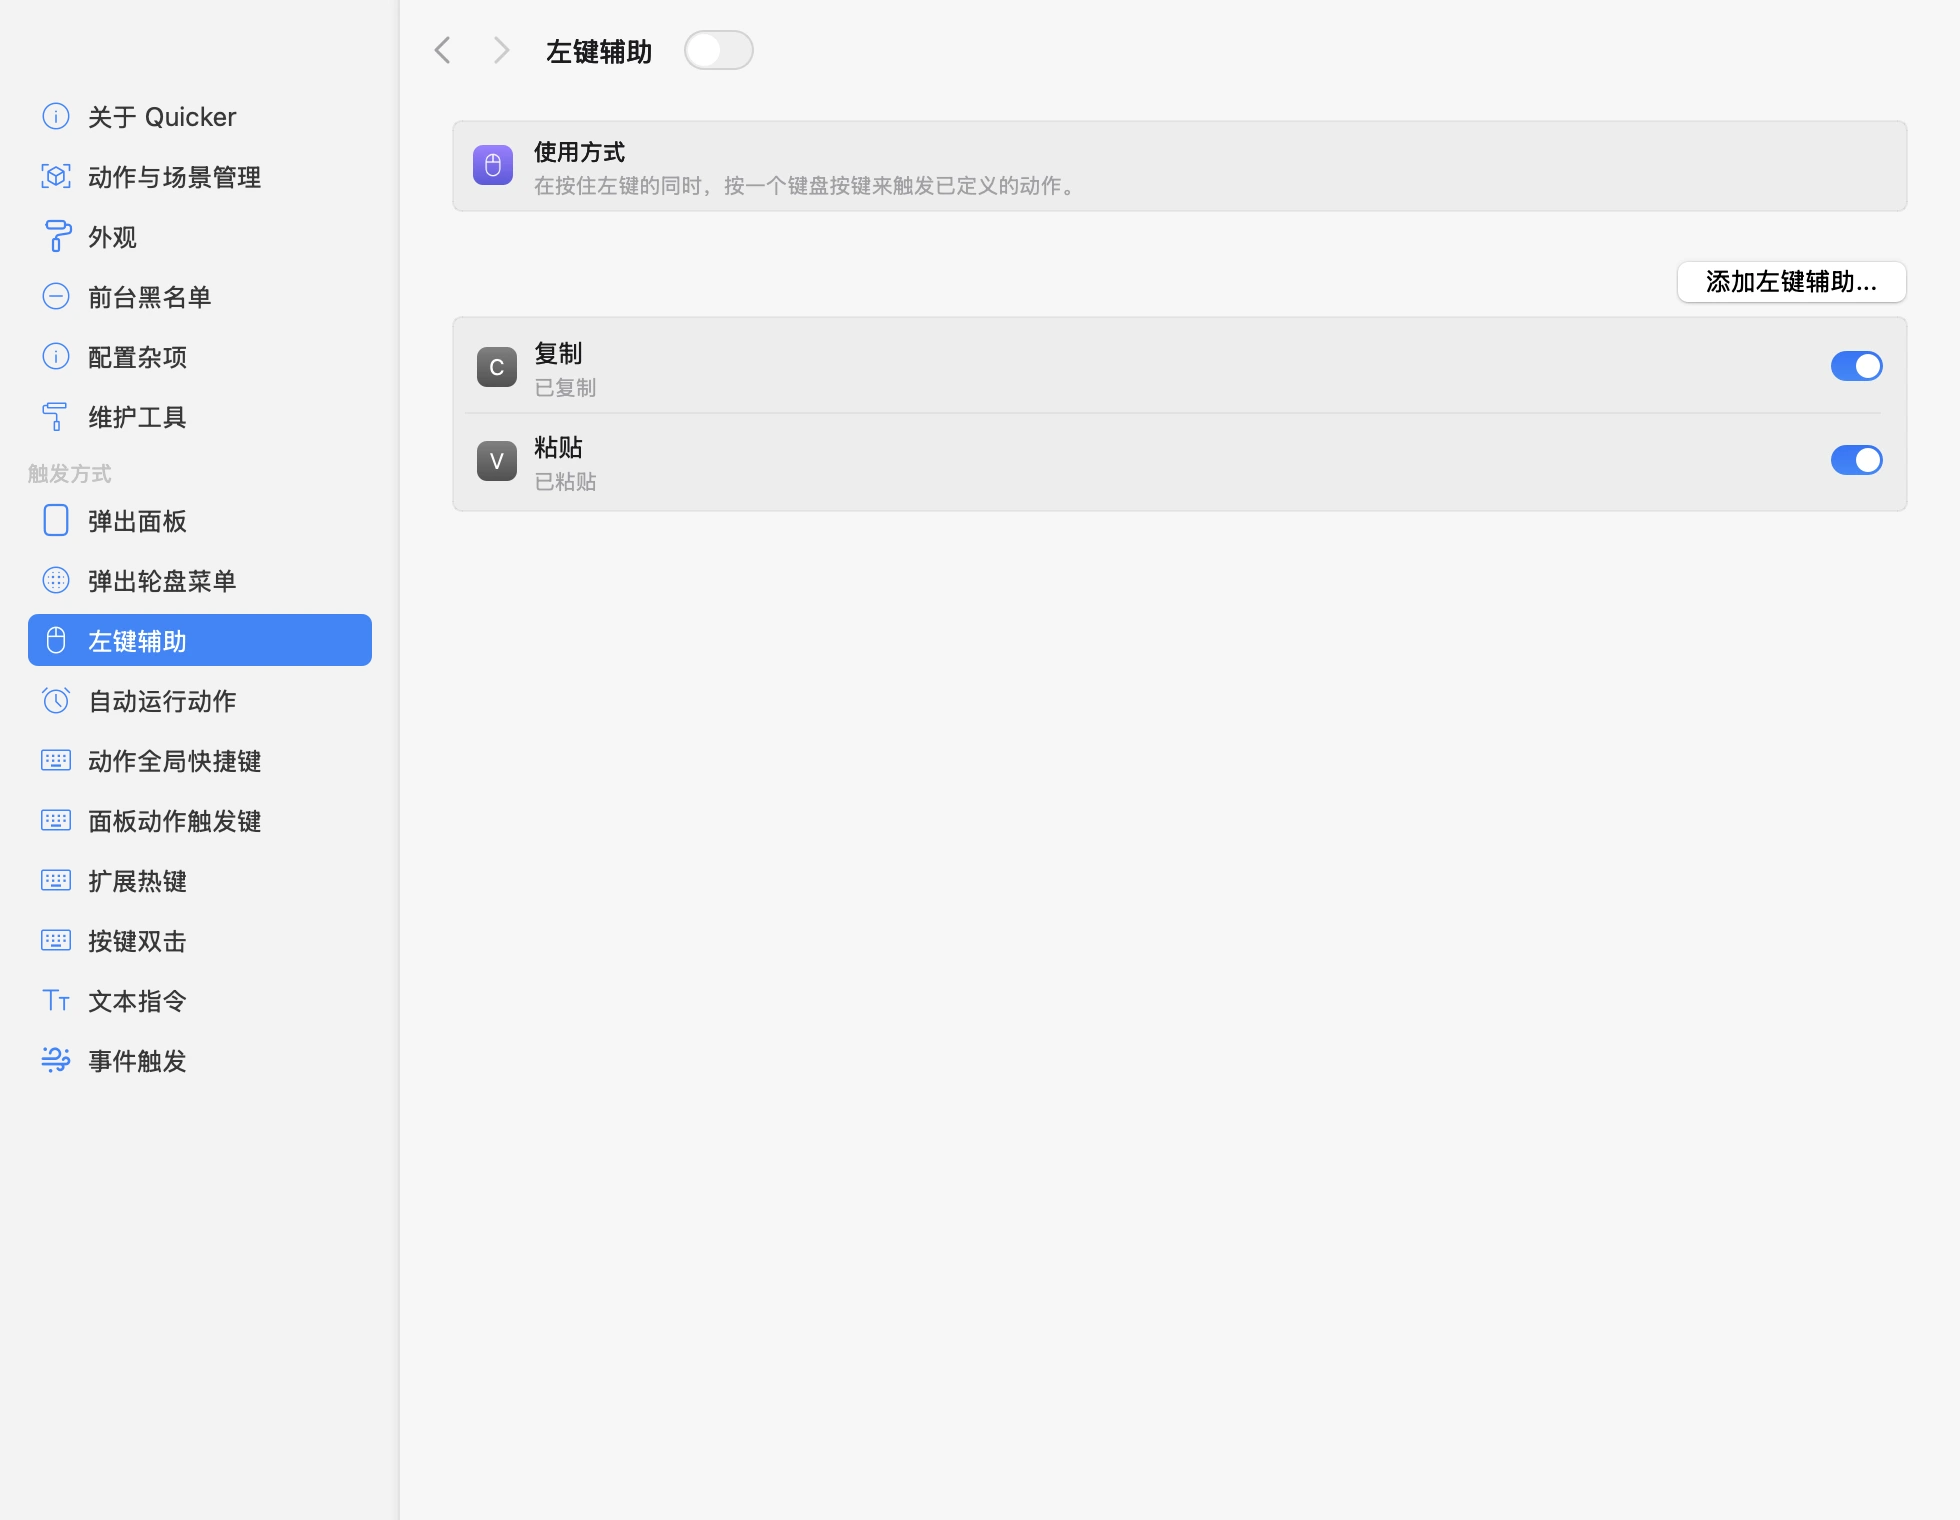 关于 Quicker
动作与场景管理
外观
前台黑名单
配置杂项
维护工具
触发方式
弹出面板
弹出轮盘菜单
左键辅助
自动运行动作
动作全局快捷键
面板动作触发键
扩展热键
按键双击
文本指令
事件触发
左键辅助
使用方式
在按住左键的同时，按一个键盘按键来触发已定义的动作。
添加左键辅助...
C
复制
已复制
V
粘贴
已粘贴